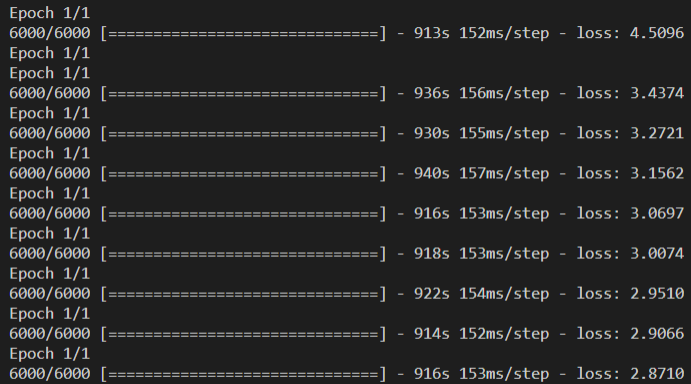 Epoch 1/1
6000/6000 [==============================] - 913s 152ms/step - loss: 4.5096
Epoch 1/1
Epoch 1/1
6000/6000 [==============================] - 936s 156ms/step - loss: 3.4374
Epoch 1/1
6000/6000 [==============================] - 930s 155ms/step - loss: 3.2721
Epoch 1/1
6000/6000 [==============================] - 940s 157ms/step - loss: 3.1562
Epoch 1/1
6000/6000 [==============================] - 916s 153ms/step - loss: 3.0697
Epoch 1/1
6000/6000 [==============================] - 918s 153ms/step - loss: 3.0074
Epoch 1/1
6000/6000 [==============================] - 922s 154ms/step - loss: 2.9510
Epoch 1/1
6000/6000 [==============================] - 914s 152ms/step - loss: 2.9066
Epoch 1/1
6000/6000 [==============================] - 916s 153ms/step - loss: 2.8710